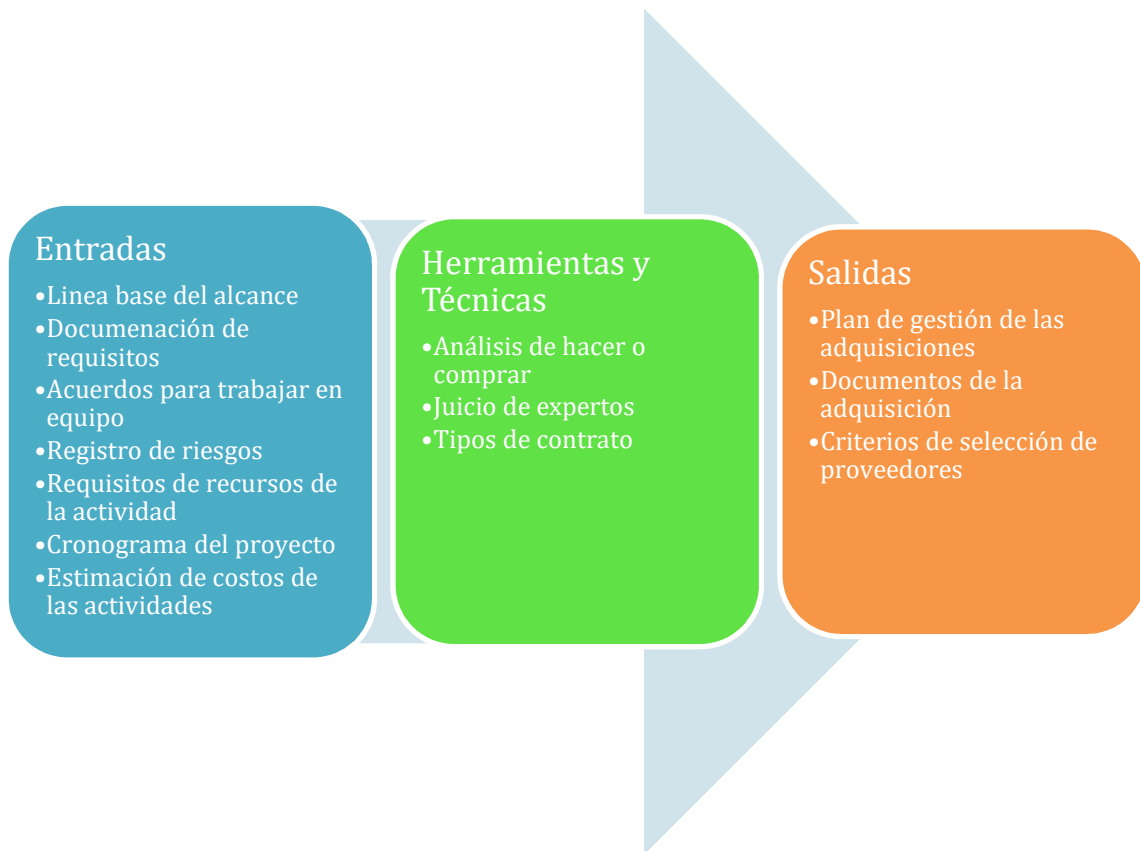 Entradas
•Linea base del alcance
•Documenación de
requisitos
•Acuerdos para trabajar en
equipo
•Registro de riesgos
•Requisitos de recursos de
la actividad
•Cronograma del proyecto
•Estimación de costos de
las actividades
Herramientas y
Técnicas
•Análisis de hacer o
comprar
•Juicio de expertos
•Tipos de contrato
Salidas
•Plan de gestión de las
adquisiciones
•Documentos de la
adquisición
•Criterios de selección de
proveedores